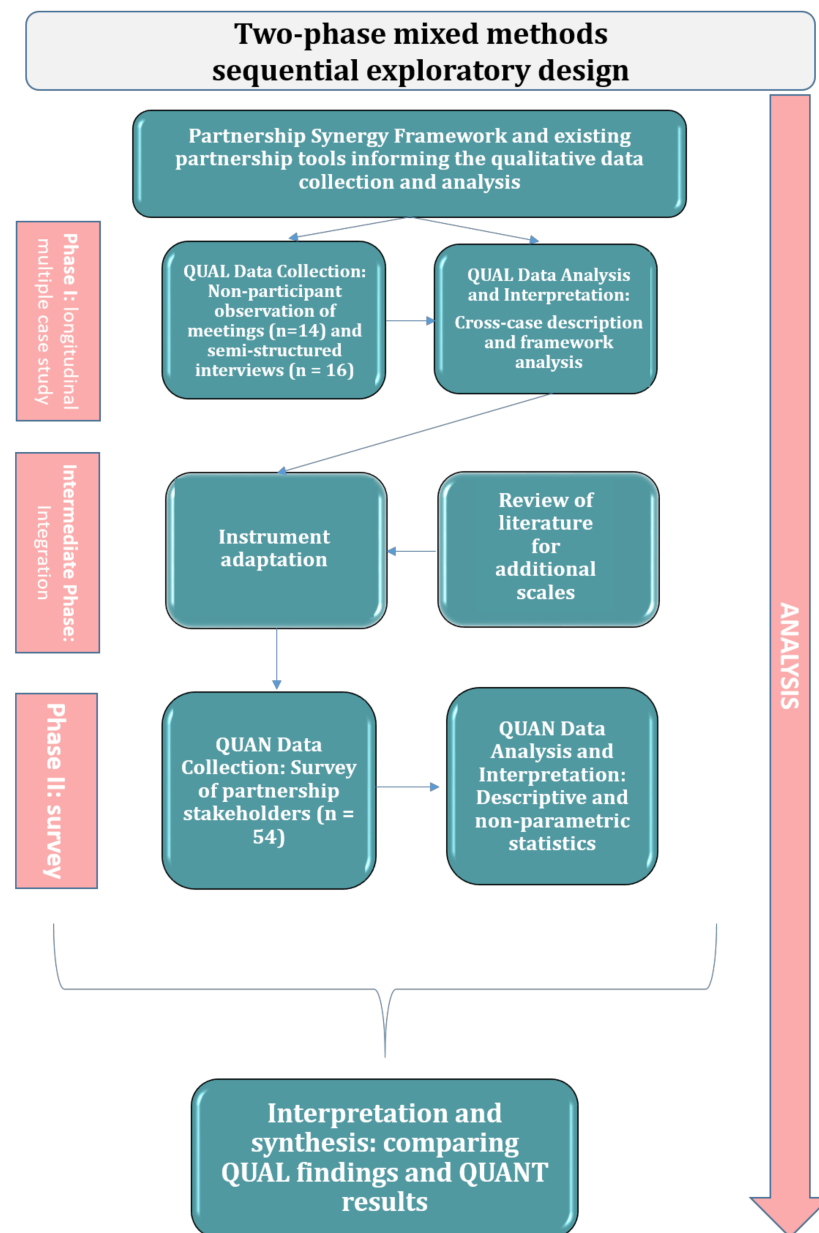 Two-phase mixed methods
sequential exploratory design
Partnership Synergy Framework and existing
partnership tools informing the qualitative data
collection and analysis
Phase I: longitudinal
multiple case study
QUAL Data Collection:
Non-participant
observation of
meetings (n=14) and
semi-structured
interviews (n = 16)
QUAL Data Analysis
and Interpretation:
Cross-case description
and framework
analysis
Intermediate Phase:
Integration
Instrument
adaptation
Review of
literature
for
additional
scales
ANALYSIS
Phase II: survey
QUAN Data
Collection: Survey
of partnership
stakeholders (n =
54)
QUAN Data
Analysis and
Interpretation:
Descriptive and
non-parametric
statistics
Interpretation and
synthesis: comparing
QUAL findings and QUANT
results